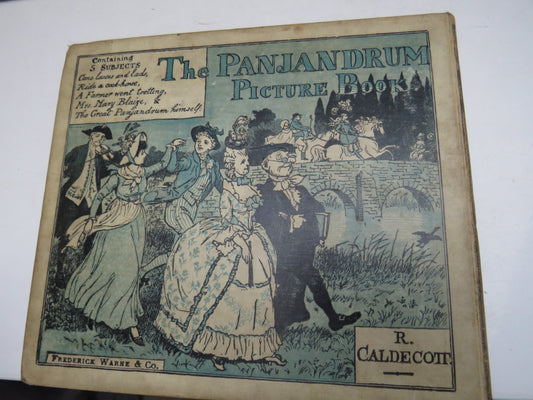 Containing
5 SUBJECTS
Come lasses and lads,
Ride a cock-horse,
A Farmer went trotting,
Mrs Mary Blaize, &
The Great Panjandrum himself.
The PANJANDRUM
PICTURE BOOK
R.
CALDECOTT
FREDERICK WARNE & Co.